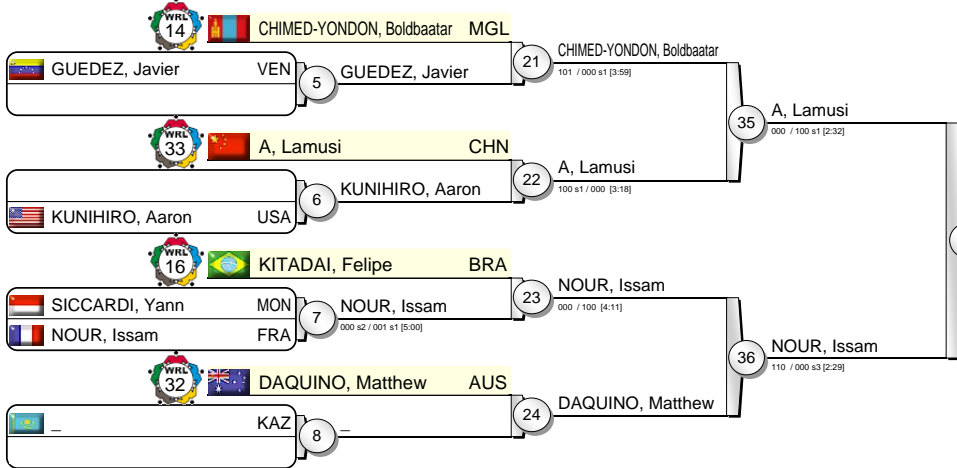 WRL
14
CHIMED-YONDON, Boldbaatar MGL
GUEDEZ, Javier VEN
5
GUEDEZ, Javier
21
CHIMED-YONDON, Boldbaatar
101 / 000 s1 [3:59]
WRL
33
A, Lamusi CHN
KUNIHIRO, Aaron USA
6
KUNIHIRO, Aaron
22
A, Lamusi
100 s1 / 000 [3:18]
35
A, Lamusi
000 / 100 s1 [2:32]
WRL
16
KITADAI, Felipe BRA
SICCARDI, Yann MON
NOUR, Issam FRA
7
NOUR, Issam
000 s2 / 001 s1 [5:00]
23
NOUR, Issam
000 / 100 [4:11]
WRL
32
DAQUINO, Matthew AUS
_ KAZ
8
_
24
DAQUINO, Matthew
36
NOUR, Issam
110 / 000 s3 [2:29]